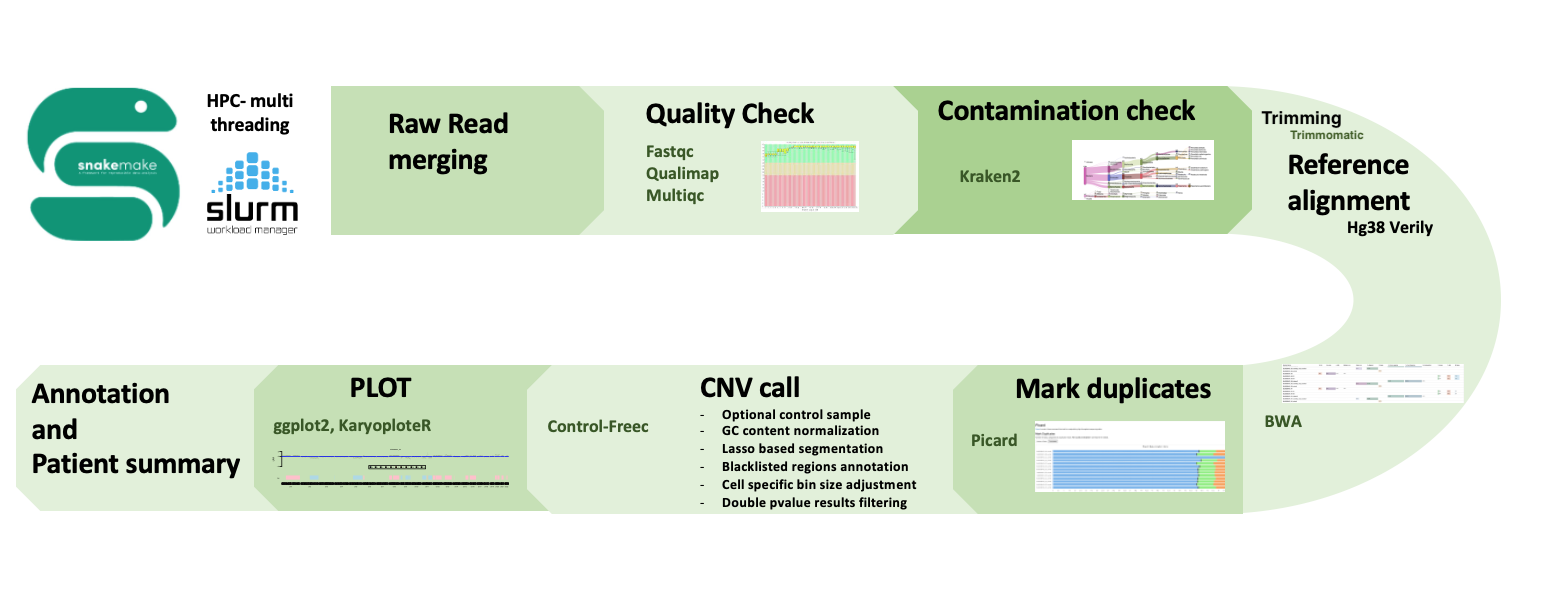 HPC- multi
threading
snakemake
slurm
workload manager
Raw Read
merging
Quality Check
Fastqc
Qualimap
Multiqc
Contamination check
Kraken2
Trimming
Trimmomatic
Reference
alignment
Hg38 Verily
BWA
Mark duplicates
Picard
Picard
CNV call
Control-Freec
- Optional control sample
- GC content normalization
- Lasso based segmentation
- Blacklisted regions annotation
- Cell specific bin size adjustment
- Double pvalue results filtering
PLOT
ggplot2, KaryoploteR
Annotation
and
Patient summary